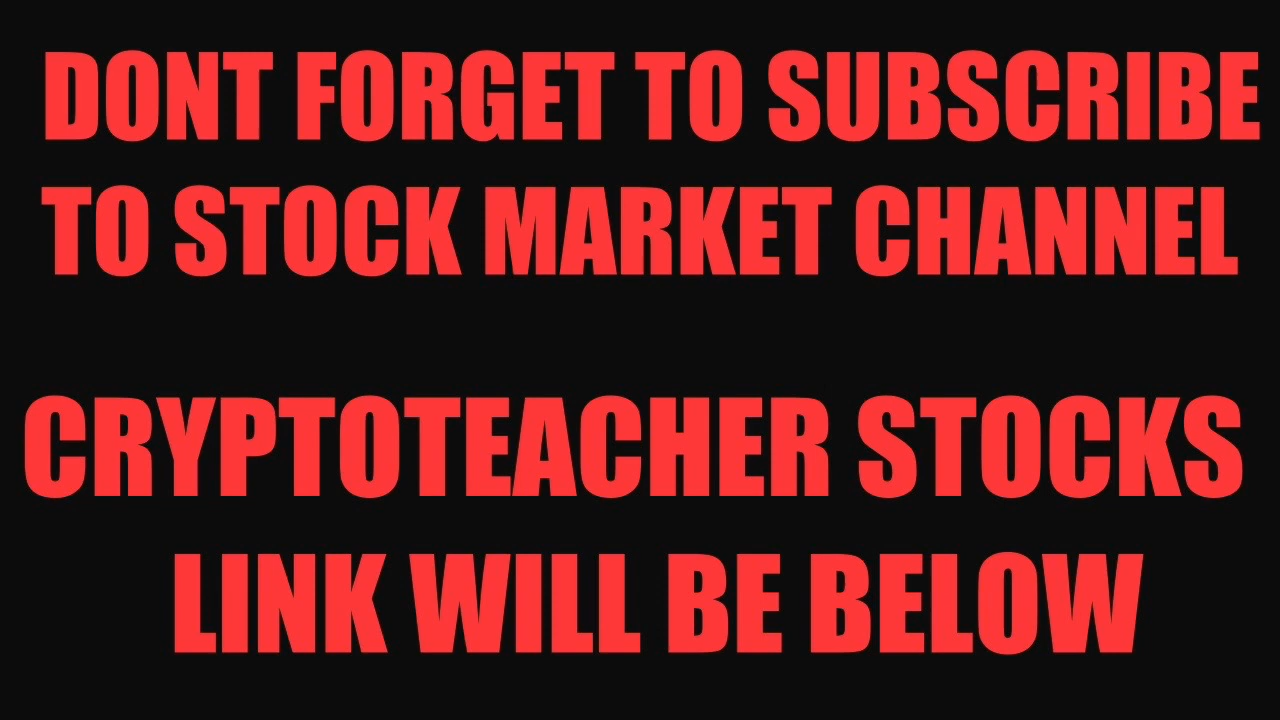 DONT FORGET TO SUBSCRIBE
TO STOCK MARKET CHANNEL
CRYPTOTEACHER STOCKS
LINK WILL BE BELOW